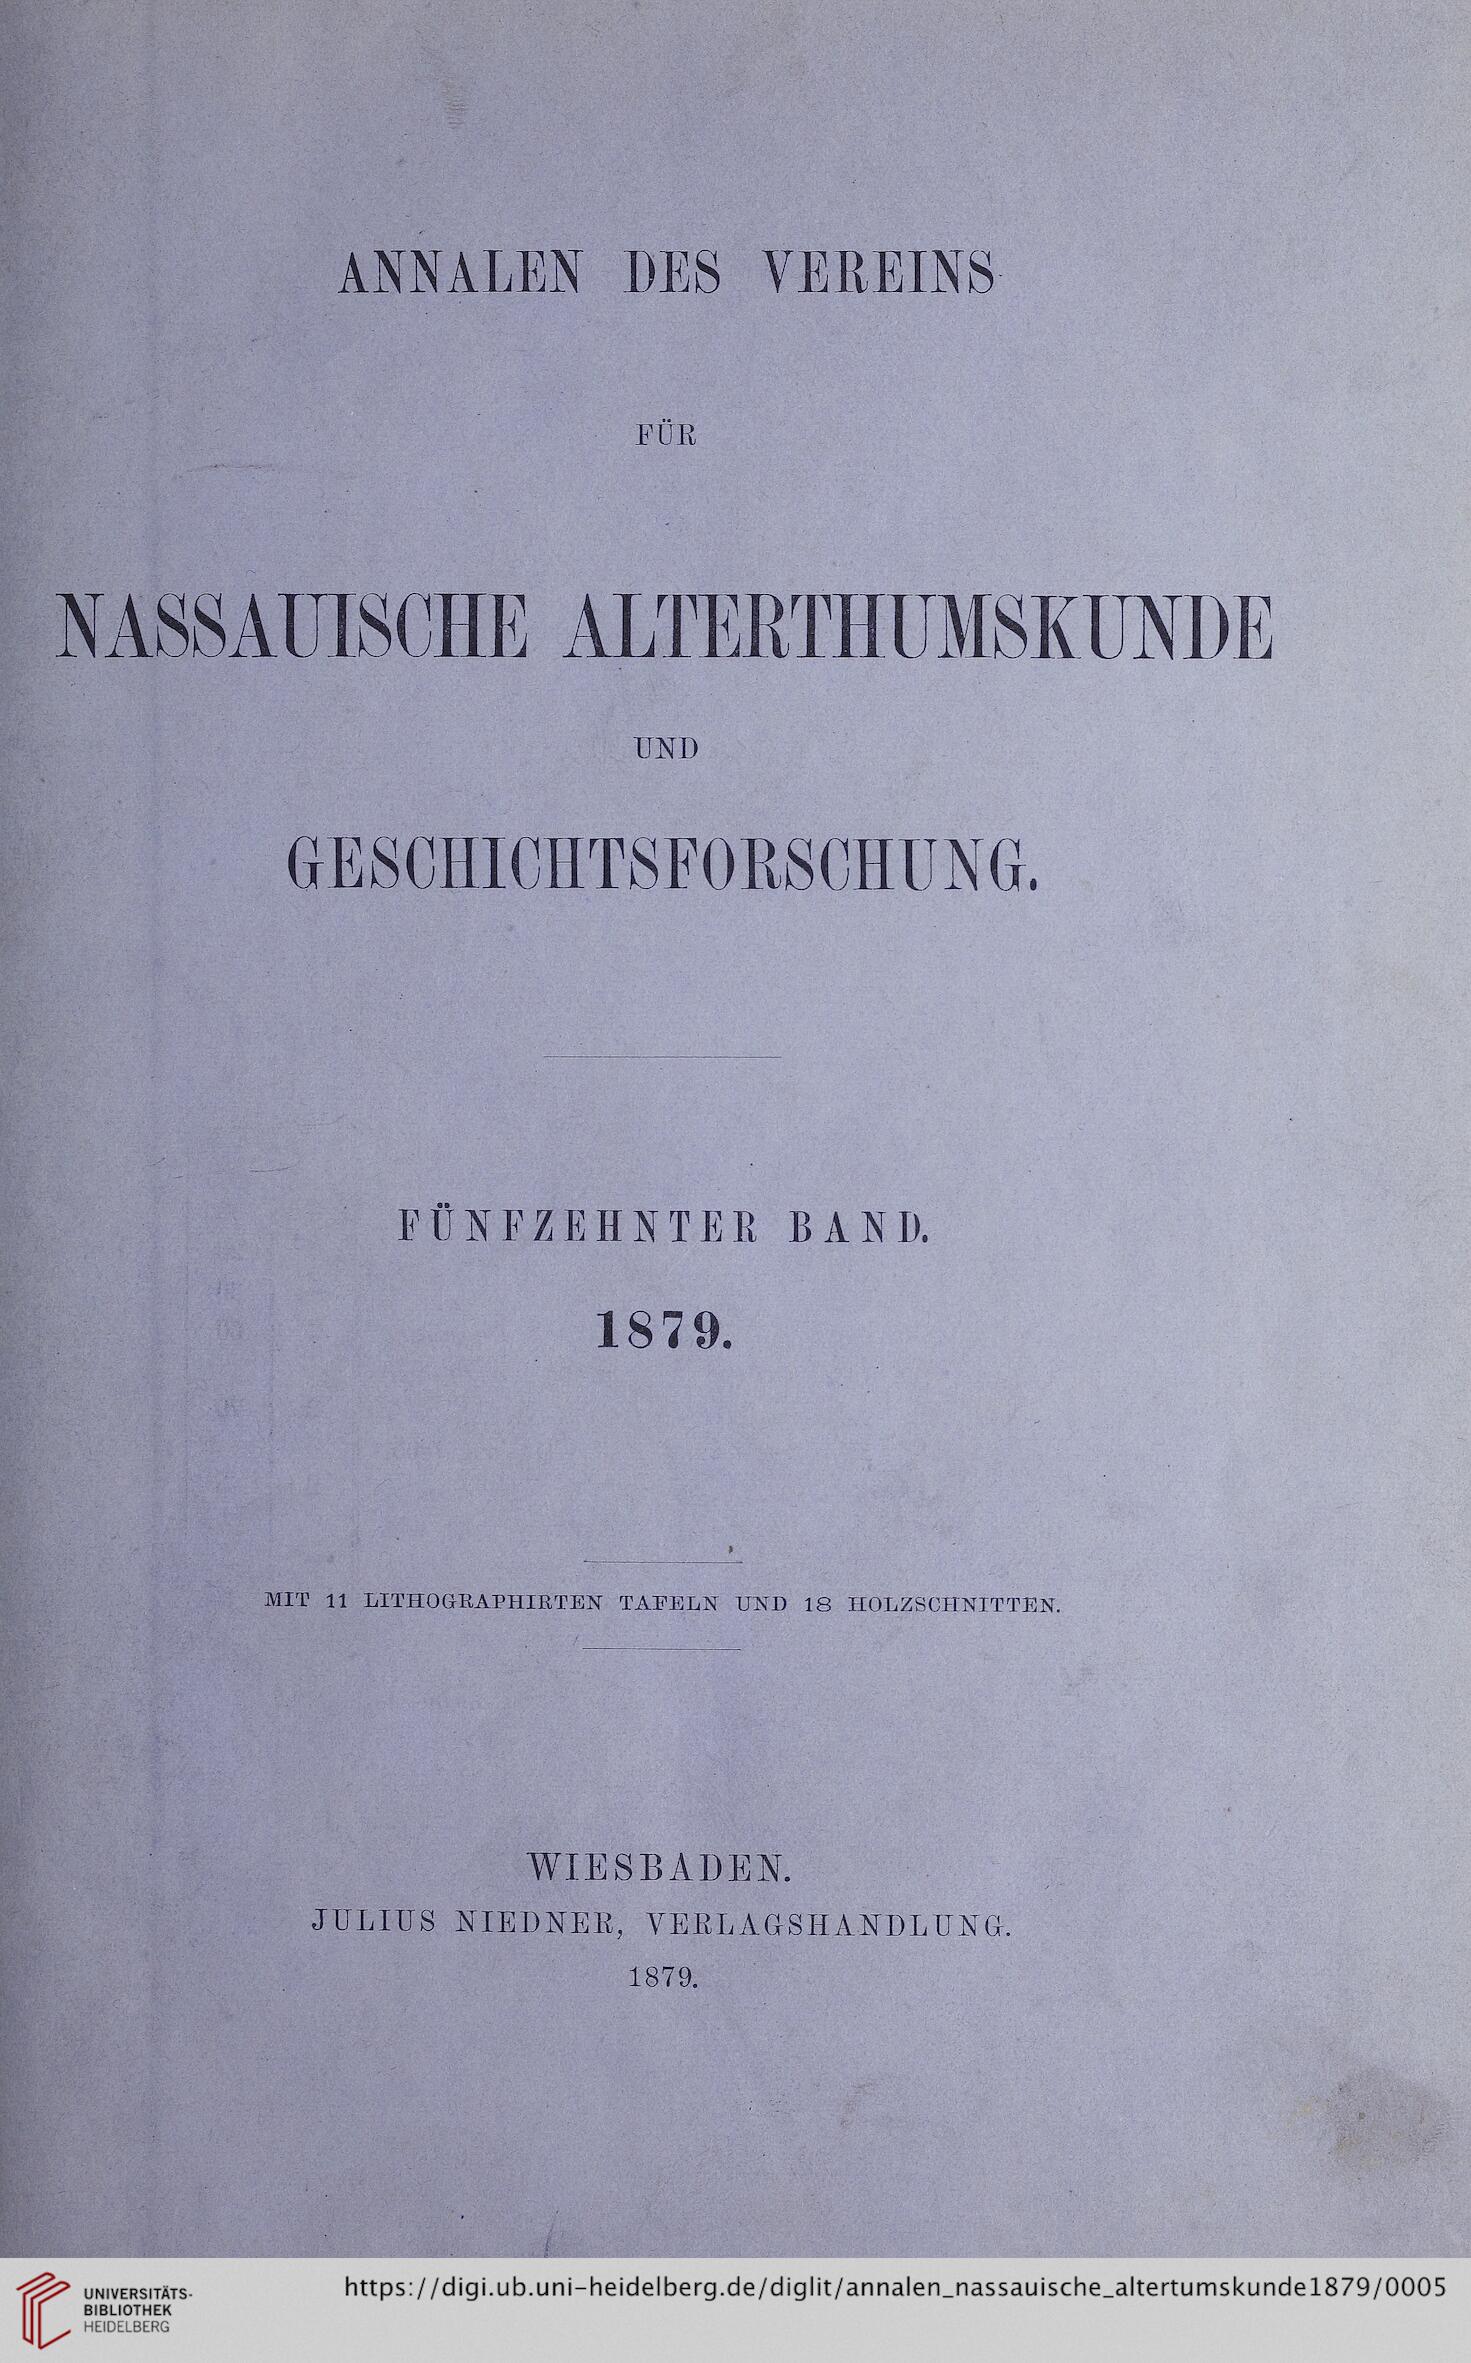 ANNALEN DES VEREINS
FÜR
NASSAUISCHE ALTERTHUMSKUNDE
UND
GESCHICHTSFORSCHUNG.
FÜNFZEHNTER BAND.
1879.
MIT 11 LITHOGRAPHIRTEN TAFELN UND 18 HOLZSCHNITTEN.
WIESBADEN.
JULIUS NIEDNER, VERLAGSHANDLUNG.
1879.
UNIVERSITÄTS-
BIBLIOTHEK
HEIDELBERG
https://digi.ub.uni-heidelberg.de/diglit/annalen_nassauische_altertumskunde1879/0005